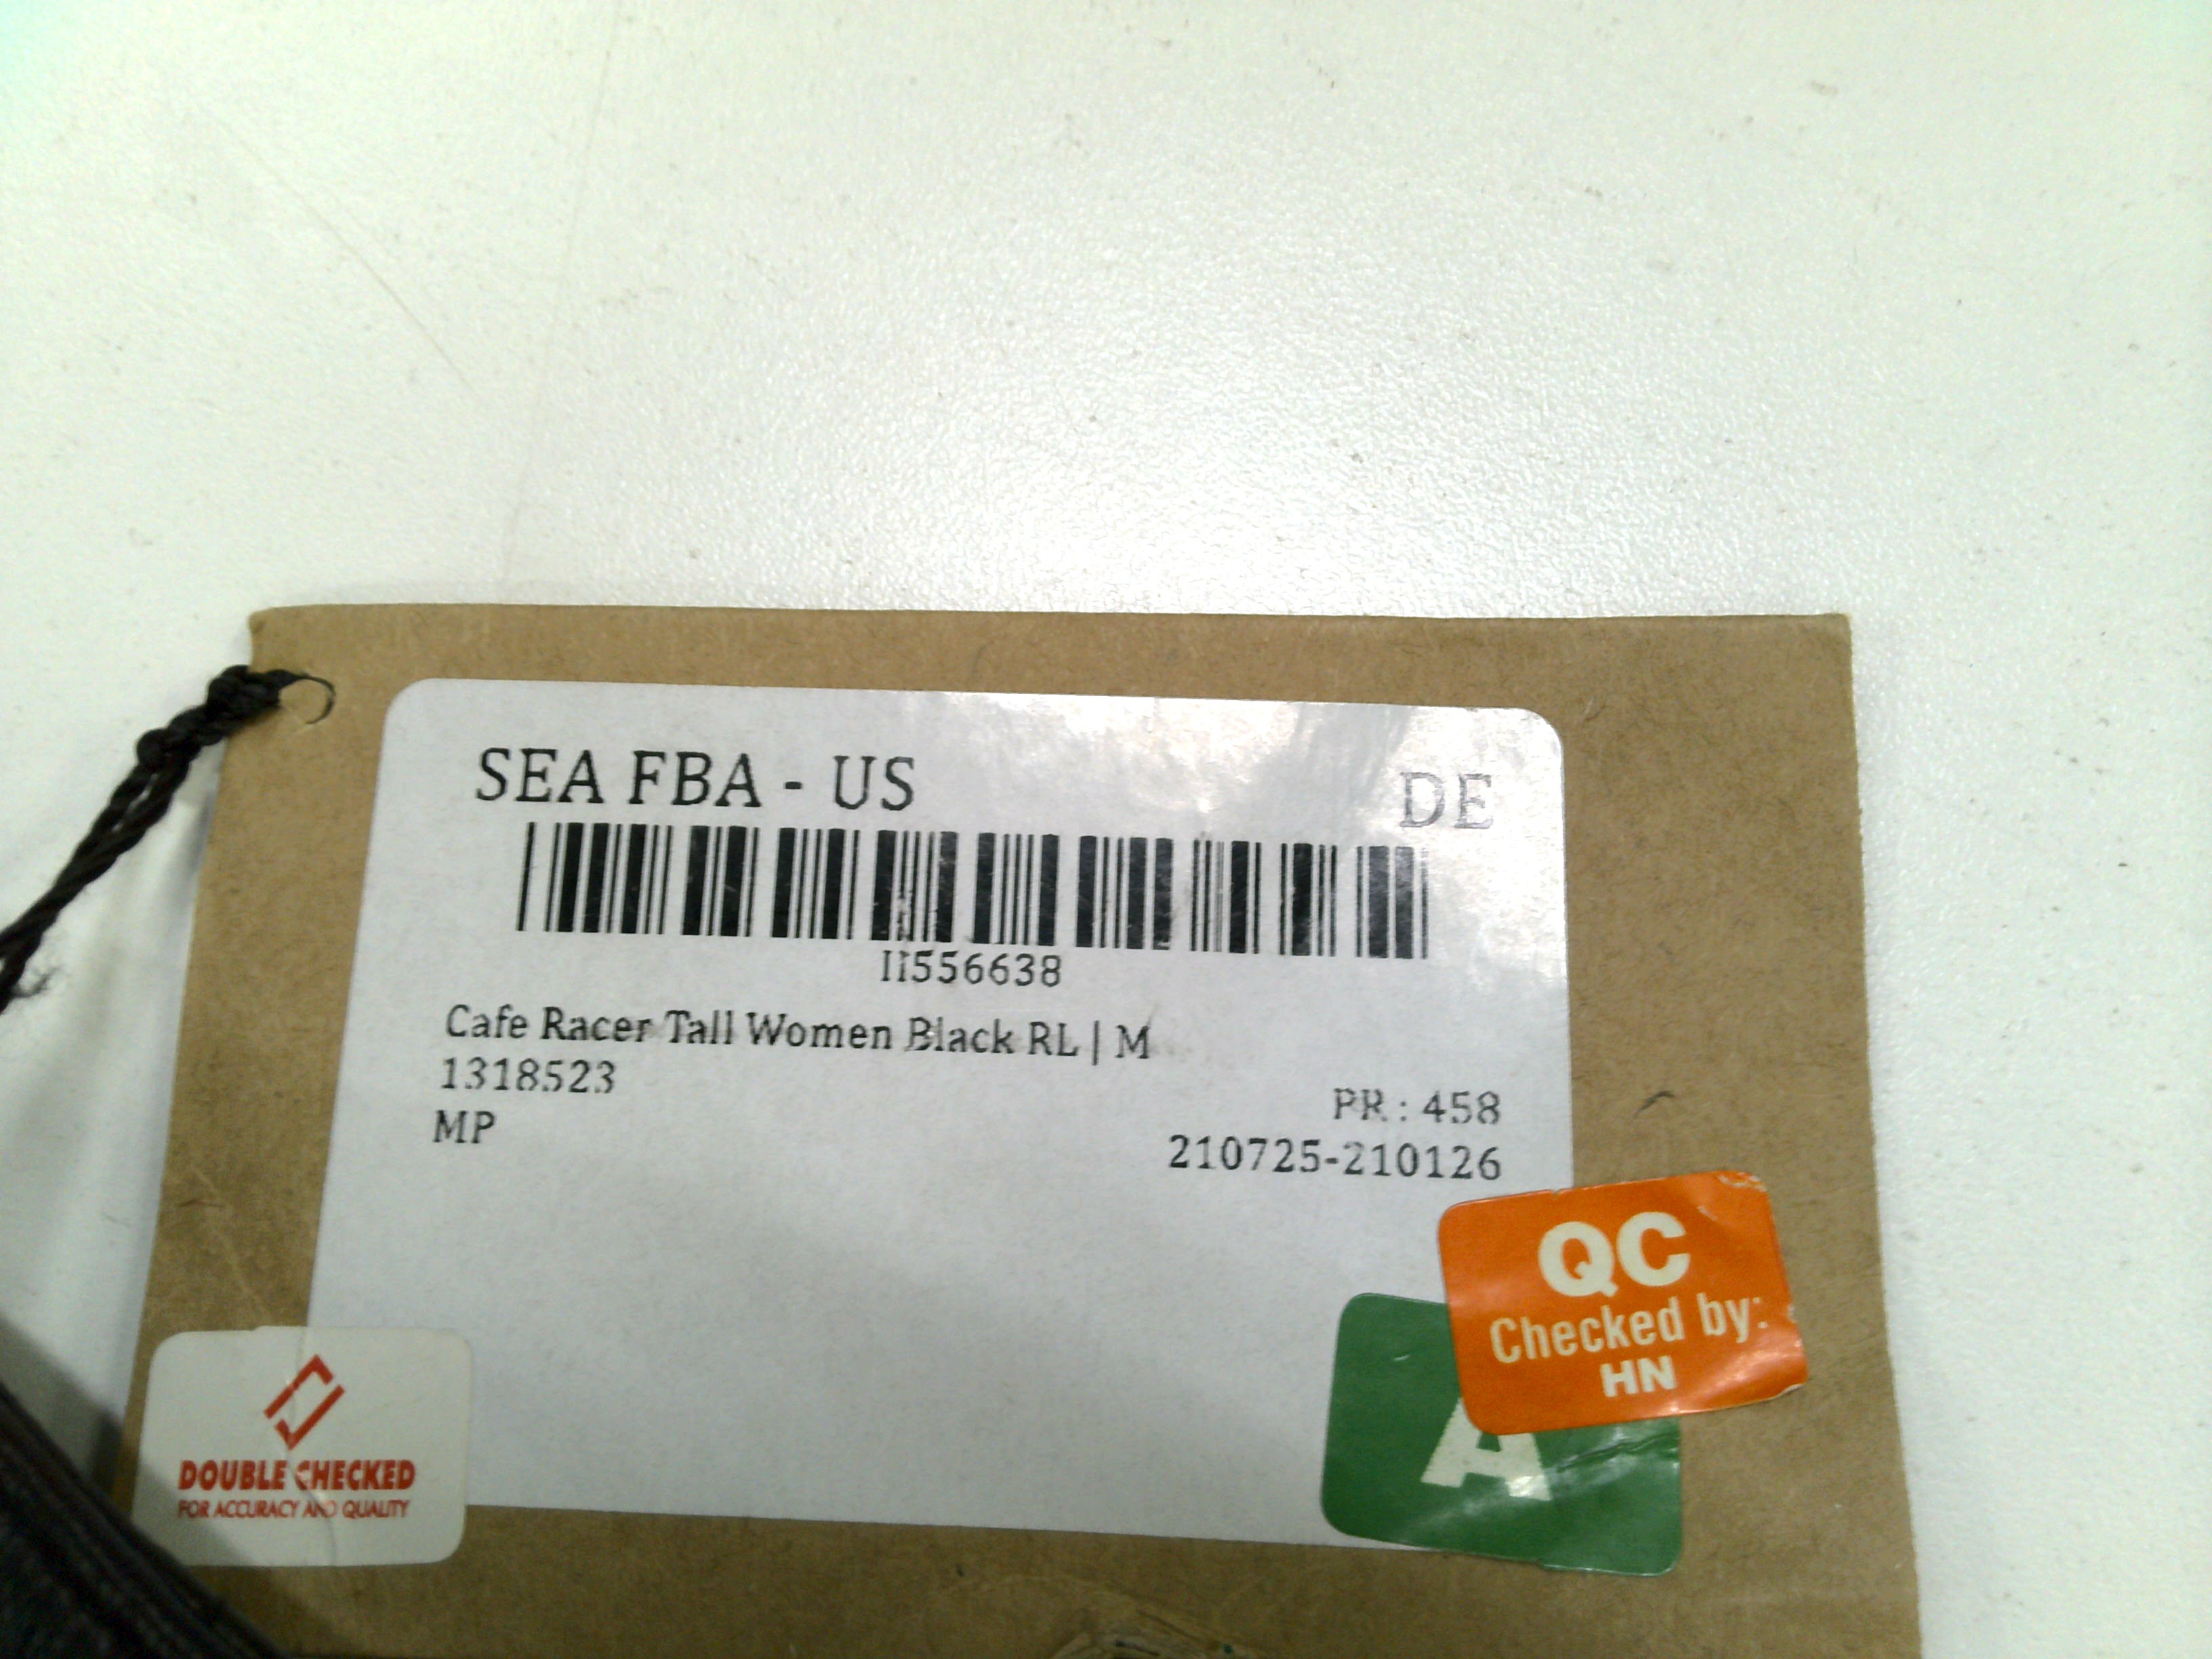 SEA FBA - US
DE
II556638
Cafe Racer Tall Women Black RL | M
1318523
PR : 458
MP
210725-210126
QC
Checked by:
HN
A
DOUBLE CHECKED
FOR ACCURACY AND QUALITY